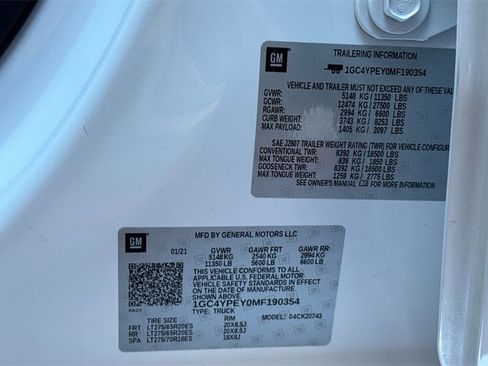 GM
TRAILERING INFORMATION
1GC4YPEY0MF190354
VEHICLE AND TRAILER MUST NOT EXCEED ANY OF THESE VA
GVWR: 5148 KG/ 11350 LBS
GCWR: 12474 KG/ 27500 LBS
RGAWR: 2994 KG/ 6600 LBS
CURB WEIGHT: 3743 KG/ 8253 LBS
MAX PAYLOAD: 1405 KG/ 3097 LBS
SAE J2807 TRAILER WEIGHT RATING (TWR) FOR VEHICLE CONFIGURA
CONVENTIONAL TWR: 8392 KG/ 18500 LBS
MAX TONGUE WEIGHT: 839 KG/ 1850 LBS
GOOSENECK TWR: 8392 KG/ 18500 LBS
MAX TONGUE WEIGHT: 1259 KG/ 2775 LBS
SEE OWNER'S MANUAL FOR ADDITIONAL
GM
MFD BY GENERAL MOTORS LLC
01/21 GVWR GAWR FRT GAWR RR
5148 KG 2540 KG 2994 KG
11350 LB 5600 LB 6600 LB
THIS VEHICLE CONFORMS TO ALL
APPLICABLE U.S. FEDERAL MOTOR
VEHICLE SAFETY STANDARDS IN
EFFECT ON THE DATE OF
MANUFACTURE SHOWN ABOVE.
1GC4YPEY0MF190354
TYPE: TRUCK MODEL: 04CK20743
TIRE SIZE RIM
FRT LT275/65R20ES 20X8.5J
RR LT275/65R20ES 20X8.5J
SPA LT275/70R18ES 18X8J